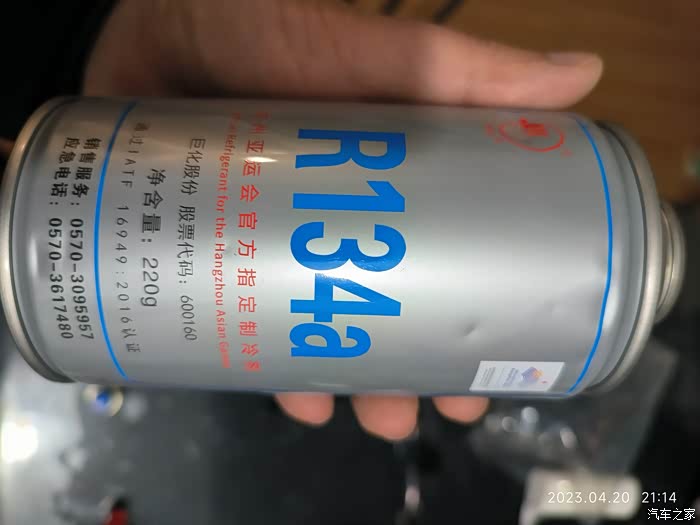 R134a
州亚运会官方指定制冷
Refrigerant for the Hangzhou Asian Game
巨化股份 股票代码:600160
净含量:220g
通过IATF 16949:2016认证
销售服务:0570-3095957
应急电话:0570-3617480
2023.04.20 21:14
汽车之家